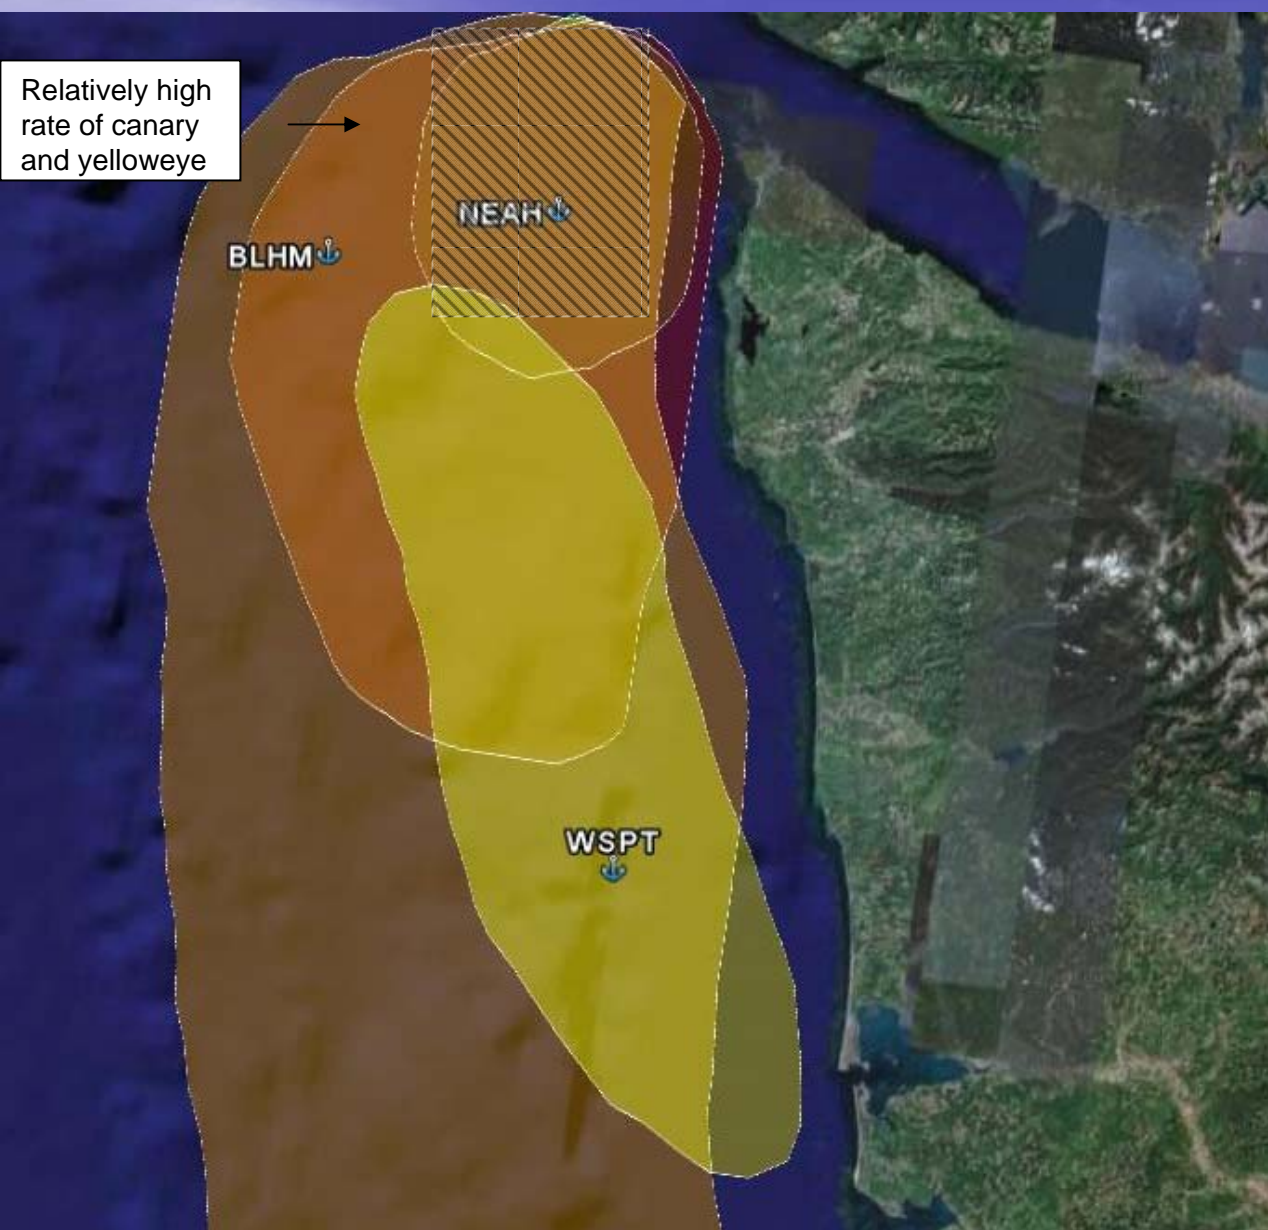 Relatively high
rate of canary
and yelloweye
NEAH
BLHM
WSPT